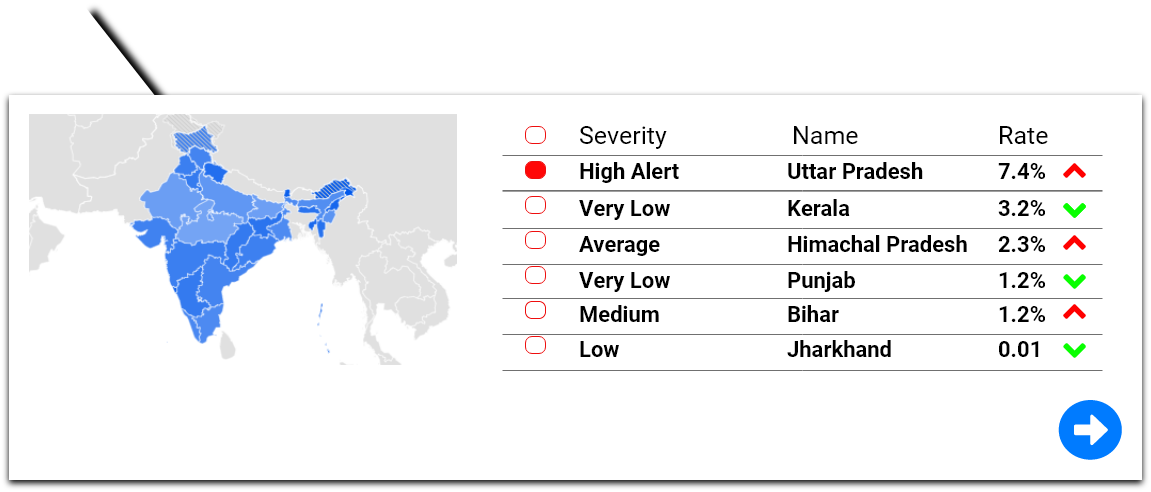 Severity Name Rate
High Alert Uttar Pradesh 7.4%
Very Low Kerala 3.2%
Average Himachal Pradesh 2.3%
Very Low Punjab 1.2%
Medium Bihar 1.2%
Low Jharkhand 0.01